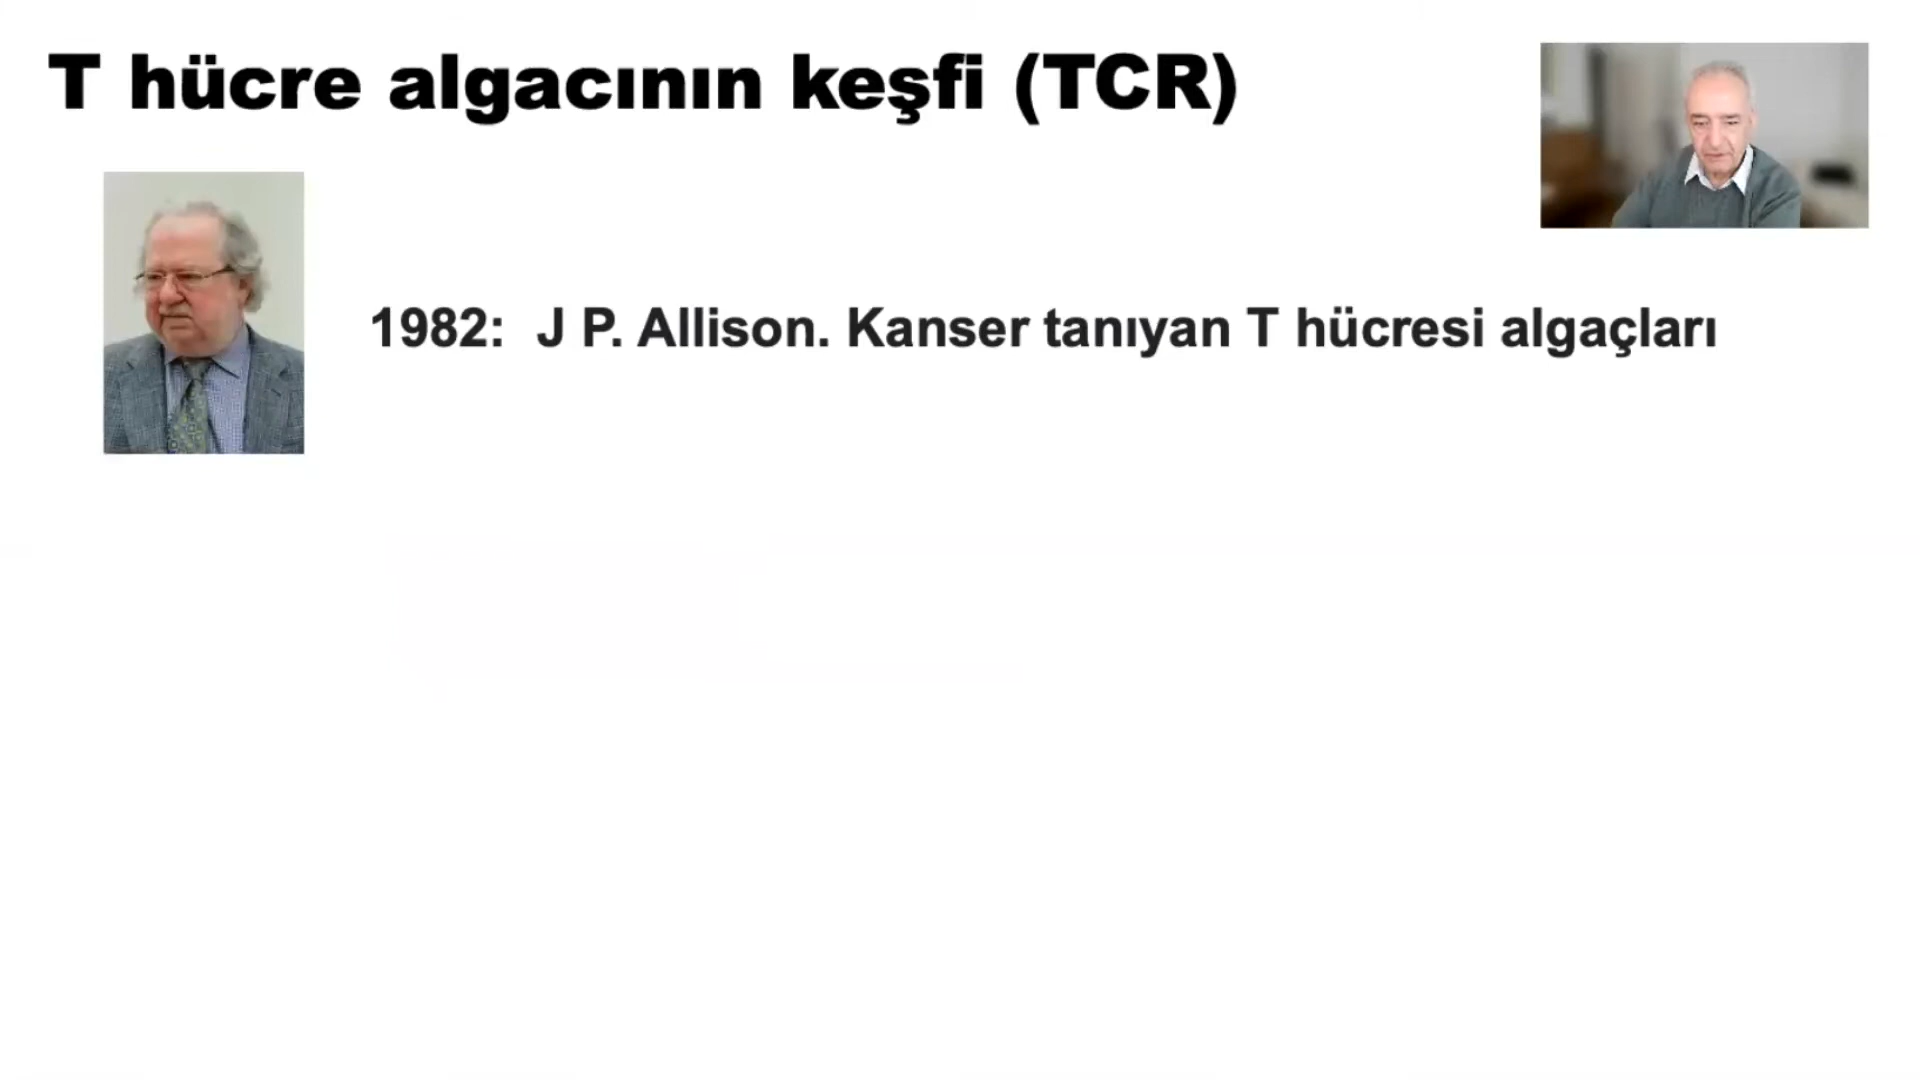 T hücre algacının keşfi (TCR)
1982:  J P. Allison. Kanser tanıyan T hücresi algaçları